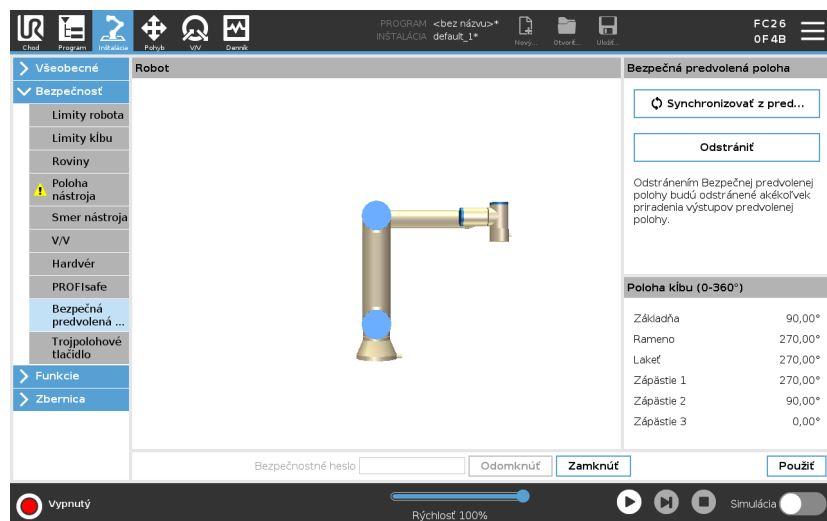 PROGRAM <bez názvu>*
INŠTALÁCIA default_1*
FC26
0F4B
Chod Program Inštalácia Pohyb V/V Denník
Nový... Otvoriť... Uložiť...
Všeobecné
Bezpečnosť
Limity robota
Limity kĺbu
Roviny
Poloha
nástroja
Smer nástroja
V/V
Hardvér
PROFIsafe
Bezpečná
predvolená ...
Trojpolohové
tlačidlo
Funkcie
Zbernica
Robot
Bezpečná predvolená poloha
Synchronizovať z pred...
Odstrániť
Odstránením Bezpečnej predvolenej
polohy budú odstránené akékoľvek
priradenia výstupov predvolenej
polohy.
Poloha kĺbu (0-360°)
Základňa 90,00°
Rameno 270,00°
Lakeť 270,00°
Zápästie 1 270,00°
Zápästie 2 90,00°
Zápästie 3 0,00°
Bezpečnostné heslo Odomknúť Zamknúť Použiť
Vypnutý
Rýchlosť 100%
Simulácia